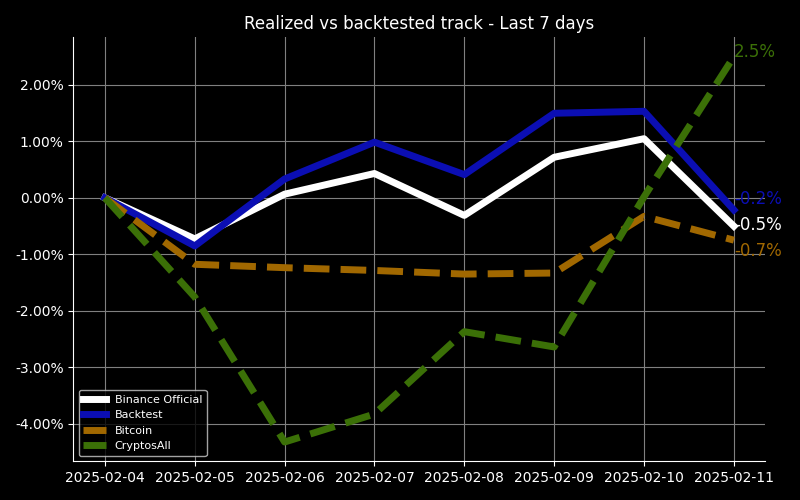 Realized vs backtested track - Last 7 days
2.00%
1.00%
0.00%
-1.00%
-2.00%
-3.00%
-4.00%
2.5%
-0.2%
-0.5%
-0.7%
Binance Official
Backtest
Bitcoin
CryptosAll
2025-02-04 2025-02-05 2025-02-06 2025-02-07 2025-02-08 2025-02-09 2025-02-10 2025-02-11